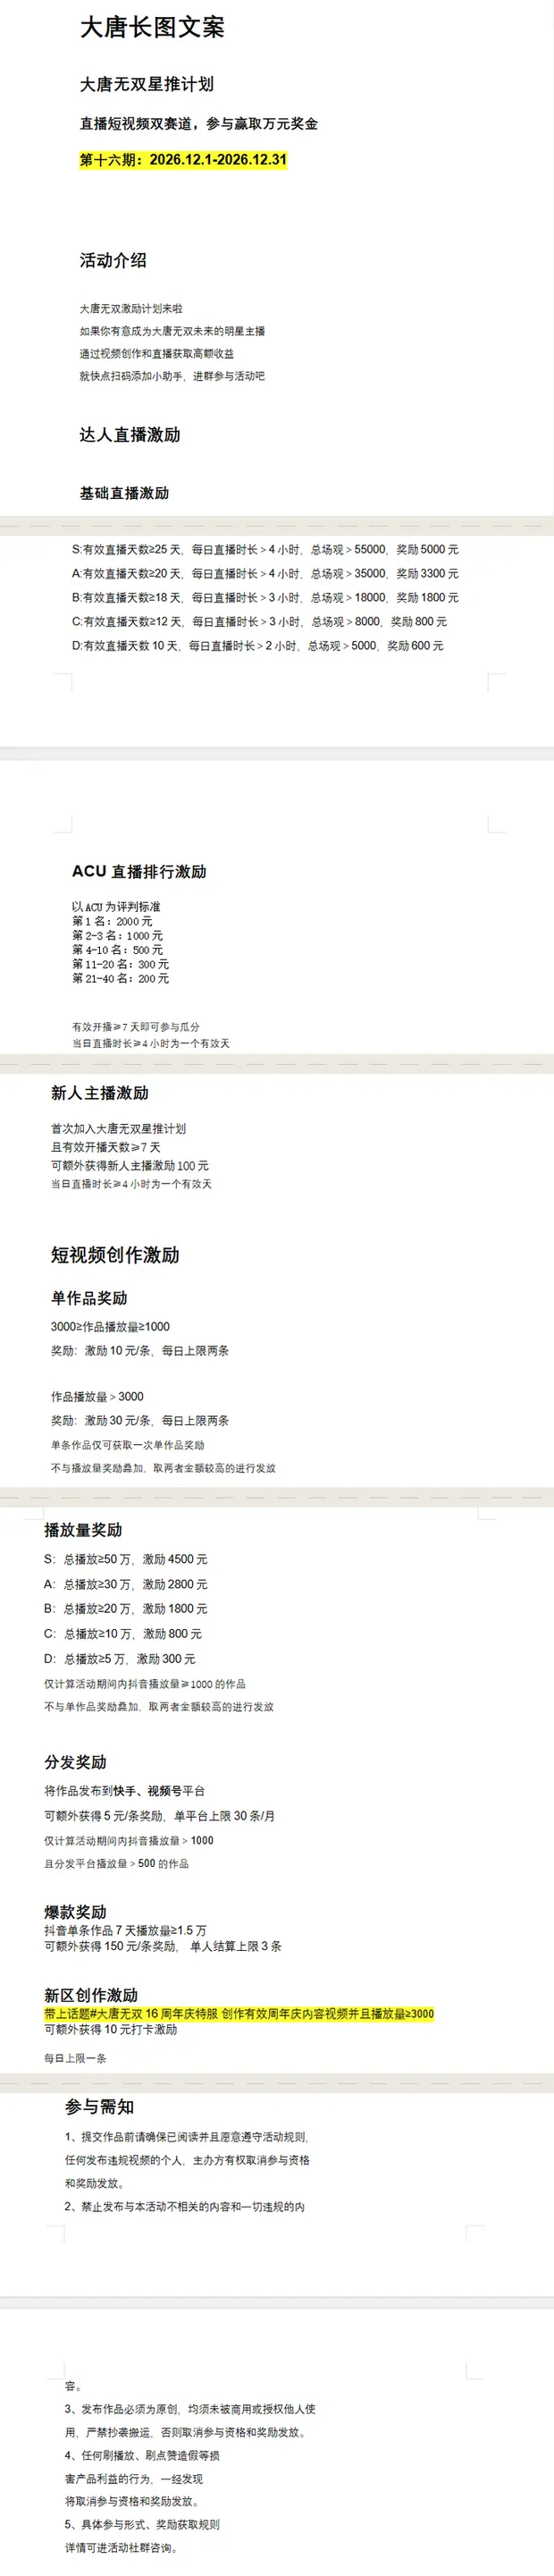 大唐长图文案
大唐无双星推计划
直播短视频双赛道，参与赢取万元奖金
第十六期：2026.12.1-2026.12.31
活动介绍
大唐无双激励计划来啦
如果你有意成为大唐无双未来的明星主播
通过视频创作和直播获取高额收益
就快点扫码添加小助手，进群参与活动吧
达人直播激励
基础直播激励
S:有效直播天数≥25 天，每日直播时长＞4 小时，总场观＞55000，奖励 5000 元
A:有效直播天数≥20 天，每日直播时长＞4 小时，总场观＞35000，奖励 3300 元
B:有效直播天数≥18 天，每日直播时长＞3 小时，总场观＞18000，奖励 1800 元
C:有效直播天数≥12 天，每日直播时长＞3 小时，总场观＞8000，奖励 800 元
D:有效直播天数 10 天，每日直播时长＞2 小时，总场观＞5000，奖励 600 元
ACU 直播排行激励
以 ACU 为评判标准
第 1 名：2000 元
第 2-3 名：1000 元
第 4-10 名：500 元
第 11-20 名：300 元
第 21-40 名：200 元
有效开播≥7 天即可参与瓜分
当日直播时长≥4 小时为一个有效天
新人主播激励
首次加入大唐无双星推计划
且有效开播天数≥7 天
可额外获得新人主播激励 100 元
当日直播时长≥4 小时为一个有效天
短视频创作激励
单作品奖励
3000≥作品播放量≥1000
奖励：激励 10 元/条，每日上限两条
作品播放量＞3000
奖励：激励 30 元/条，每日上限两条
单条作品仅可获取一次单作品奖励
不与播放量奖励叠加，取两者金额较高的进行发放
播放量奖励
S：总播放≥50 万，激励 4500 元
A：总播放≥30 万，激励 2800 元
B：总播放≥20 万，激励 1800 元
C：总播放≥10 万，激励 800 元
D：总播放≥5 万，激励 300 元
仅计算活动期间内抖音播放量≥1000 的作品
不与单作品奖励叠加，取两者金额较高的进行发放
分发奖励
将作品发布到快手、视频号平台
可额外获得 5 元/条奖励，单平台上限 30 条/月
仅计算活动期间内抖音播放量＞1000
且分发平台播放量＞500 的作品
爆款奖励
抖音单条作品 7 天播放量≥1.5 万
可额外获得 150 元/条奖励， 单人结算上限 3 条
新区创作激励
带上话题#大唐无双 16 周年庆特服 创作有效周年庆内容视频并且播放量≥3000
可额外获得 10 元打卡激励
每日上限一条
参与需知
1、提交作品前请确保已阅读并且愿意遵守活动规则，
任何发布违规视频的个人，主办方有权取消参与资格
和奖励发放。
2、禁止发布与本活动不相关的内容和一切违规的内
容。
3、发布作品必须为原创，均须未被商用或授权他人使
用，严禁抄袭搬运，否则取消参与资格和奖励发放。
4、任何刷播放、刷点赞造假等损
害产品利益的行为，一经发现
将取消参与资格和奖励发放。
5、具体参与形式、奖励获取规则
详情可进活动社群咨询。